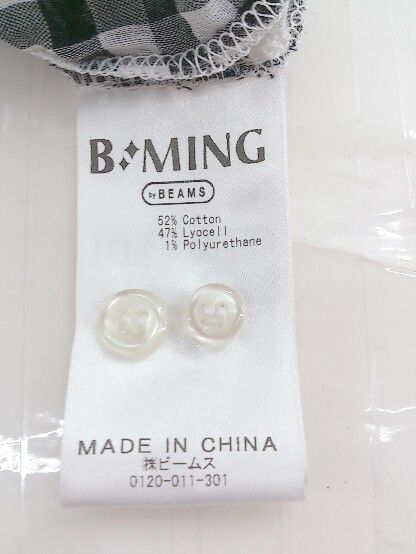 B:MING
by BEAMS
52% Cotton
47% Lyocell
1% Polyurethane
MADE IN CHINA
㈱ビームス
0120-011-301